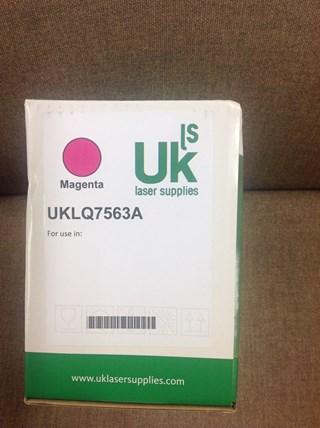 LS
Uk
laser supplies
Magenta
UKLQ7563A
For use in:
www.uklasersupplies.com